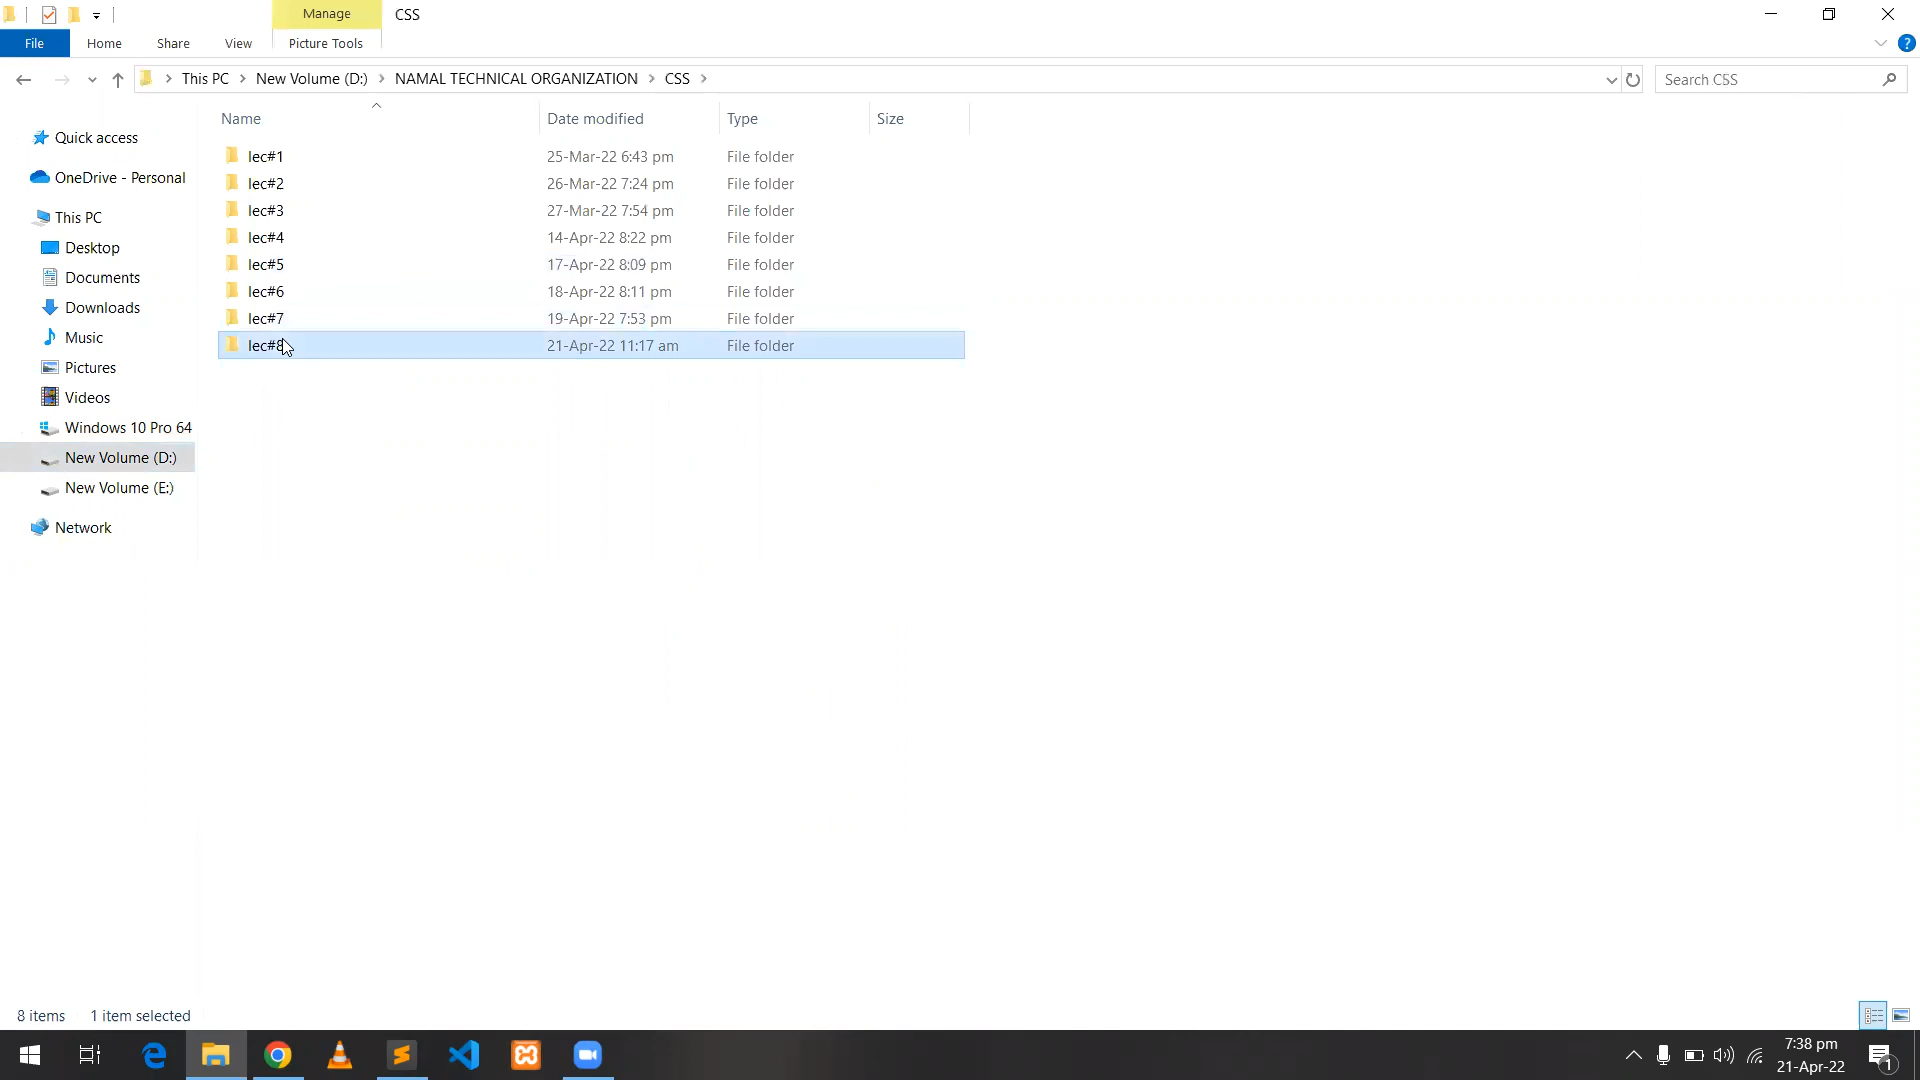 Manage
CSS
File
Home
Share
View
Picture Tools
This PC
New Volume (D:)
NAMAL TECHNICAL ORGANIZATION
CSS
Search CSS
Name
Date modified
Type
Size
Quick access
OneDrive - Personal
This PC
Desktop
Documents
Downloads
Music
Pictures
Videos
Windows 10 Pro 64
New Volume (D:)
New Volume (E:)
Network
lec#1 25-Mar-22 6:43 pm File folder
lec#2 26-Mar-22 7:24 pm File folder
lec#3 27-Mar-22 7:54 pm File folder
lec#4 14-Apr-22 8:22 pm File folder
lec#5 17-Apr-22 8:09 pm File folder
lec#6 18-Apr-22 8:11 pm File folder
lec#7 19-Apr-22 7:53 pm File folder
lec#8 21-Apr-22 11:17 am File folder
8 items 1 item selected
7:38 pm
21-Apr-22
1